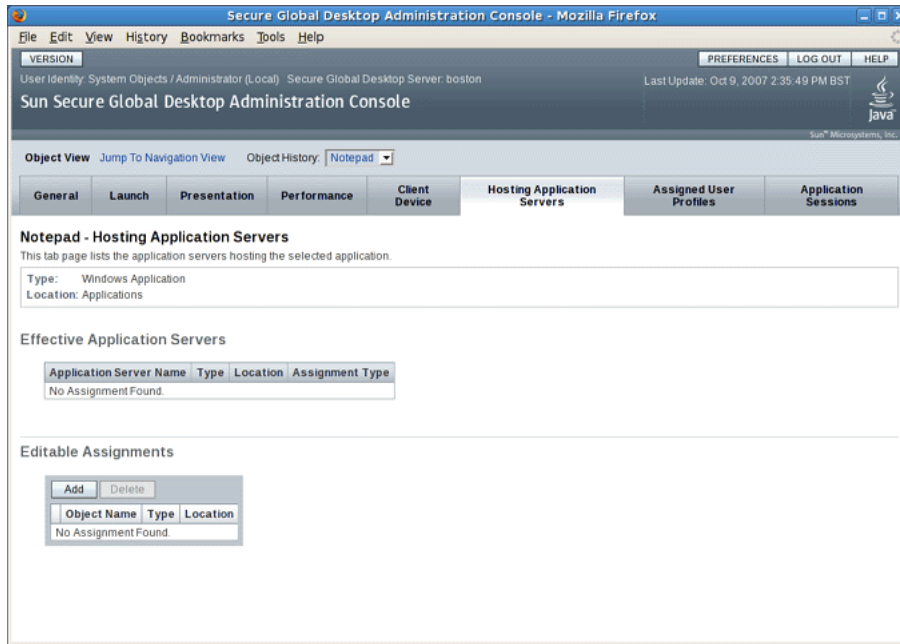 Secure Global Desktop Administration Console - Mozilla Firefox
File Edit View History Bookmarks Tools Help
VERSION PREFERENCES LOG OUT HELP
User Identity: System Objects / Administrator (Local) Secure Global Desktop Server: boston Last Update: Oct 9, 2007 2:35:49 PM BST
Sun Secure Global Desktop Administration Console
Java
Sun™ Microsystems, Inc.
Object View Jump To Navigation View Object History: Notepad
General Launch Presentation Performance Client Device Hosting Application Servers Assigned User Profiles Application Sessions
Notepad - Hosting Application Servers
This tab page lists the application servers hosting the selected application.
Type: Windows Application
Location: Applications
Effective Application Servers
Application Server Name Type Location Assignment Type
No Assignment Found.
Editable Assignments
Add Delete
Object Name Type Location
No Assignment Found.